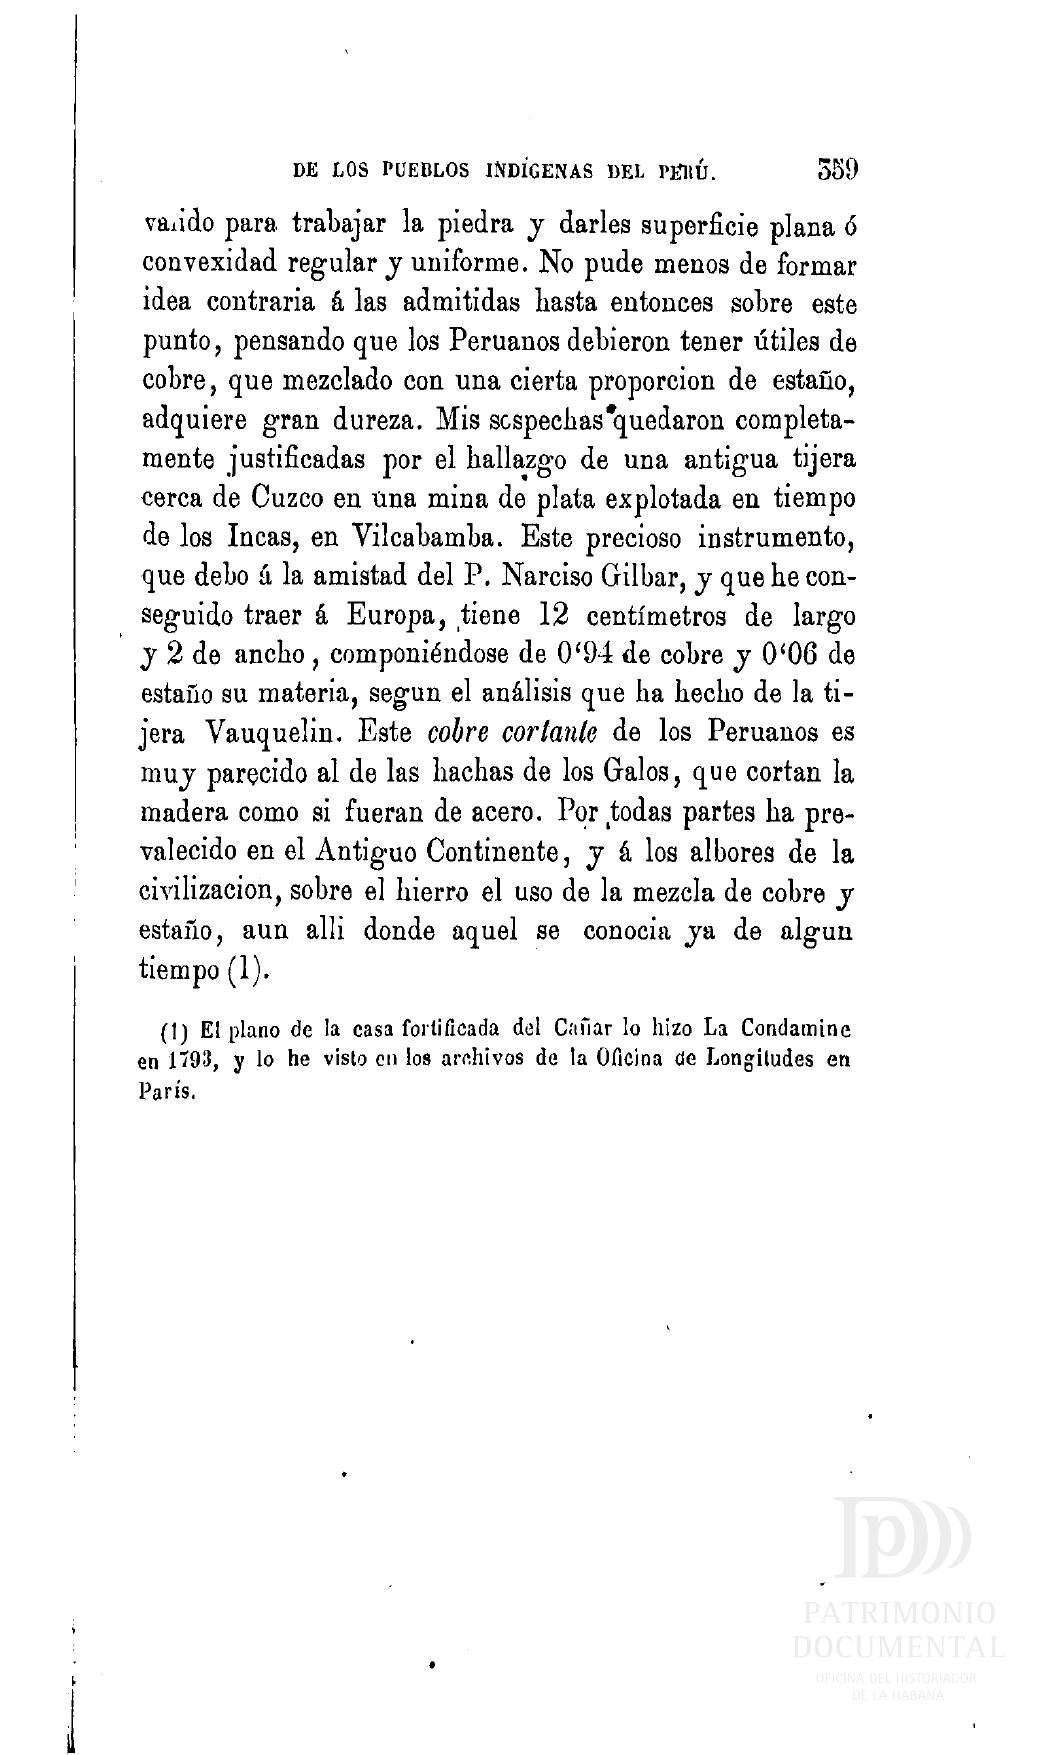 DE LOS PUEBLOS INDÍGENAS DEL PERÚ. 359
valido para trabajar la piedra y darles superficie plana ó
convexidad regular y uniforme. No pude menos de formar
idea contraria á las admitidas hasta entonces sobre este
punto, pensando que los Peruanos debieron tener útiles de
cobre, que mezclado con una cierta proporcion de estaño,
adquiere gran dureza. Mis sospechas quedaron completa-
mente justificadas por el hallazgo de una antigua tijera
cerca de Cuzco en una mina de plata explotada en tiempo
de los Incas, en Vilcabamba. Este precioso instrumento,
que debo á la amistad del P. Narciso Gilbar, y que he con-
seguido traer á Europa, tiene 12 centímetros de largo
y 2 de ancho, componiéndose de 0‘94 de cobre y 0‘06 de
estaño su materia, segun el análisis que ha hecho de la ti-
jera Vauquelin. Este cobre cortante de los Peruanos es
muy parecido al de las hachas de los Galos, que cortan la
madera como si fueran de acero. Por todas partes ha pre-
valecido en el Antiguo Continente, y á los albores de la
civilizacion, sobre el hierro el uso de la mezcla de cobre y
estaño, aun alli donde aquel se conocia ya de algun
tiempo (1).
(1) El plano de la casa fortificada del Cañar lo hizo La Condamine
en 1793, y lo he visto en los archivos de la Oficina de Longitudes en
París.
PATRIMONIO
DOCUMENTAL
OFICINA DEL HISTORIADOR
DE LA HABANA